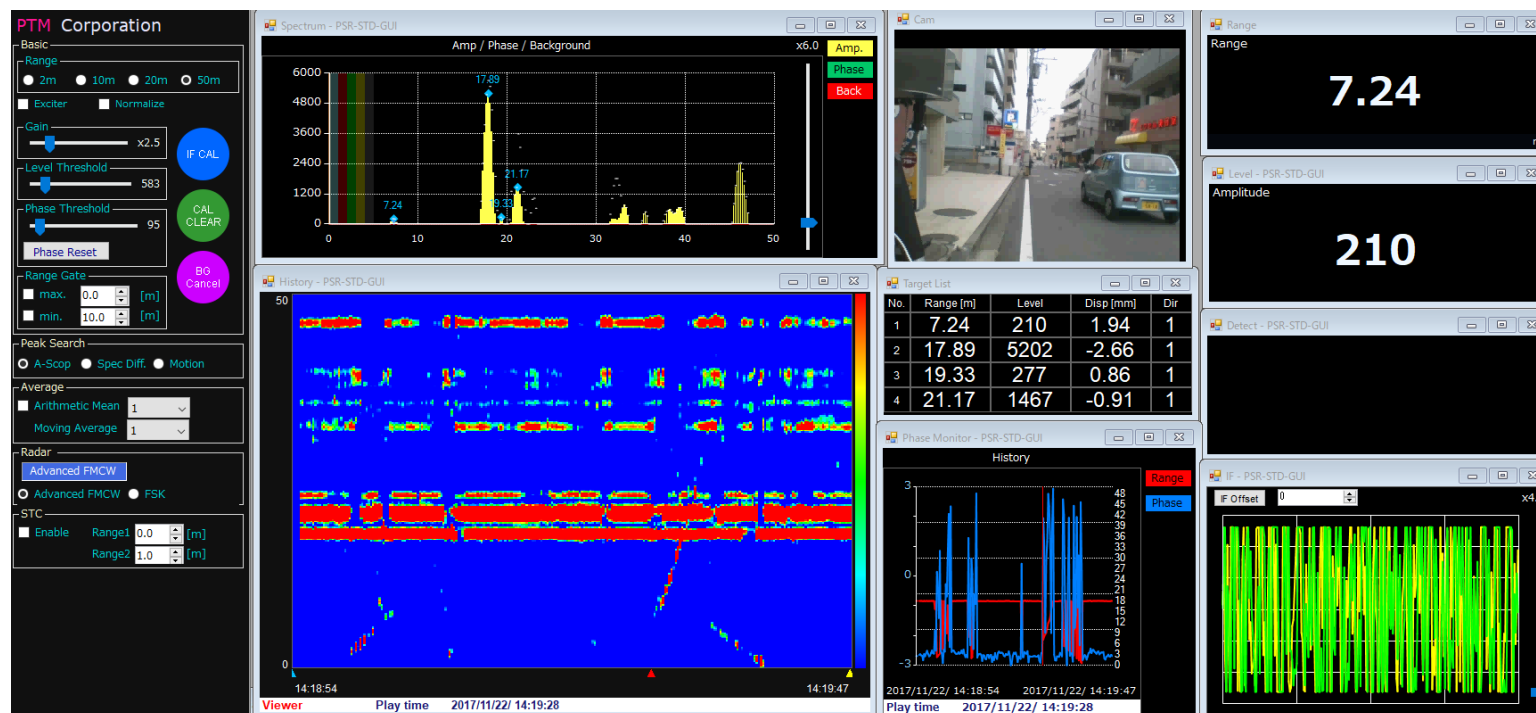 PTM Corporation
Basic
Range
2m 10m 20m 50m
Exciter Normalize
Gain
x2.5
IF CAL
Level Threshold
583
CAL CLEAR
Phase Threshold
95
Phase Reset
BG Cancel
Range Gate
max. 0.0 [m]
min. 10.0 [m]
Peak Search
A-Scop Spec Diff. Motion
Average
Arithmetic Mean 1
Moving Average 1
Radar
Advanced FMCW
Advanced FMCW FSK
STC
Enable Range1 0.0 [m]
Range2 1.0 [m]
Spectrum - PSR-STD-GUI
Amp / Phase / Background x6.0
Amp.
Phase
Back
6000
4800
3600
2400
1200
0
17.89
21.17
7.24
9.33
0 10 20 30 40 50
History - PSR-STD-GUI
50
0
14:18:54 14:19:47
Viewer Play time 2017/11/22/ 14:19:28
Cam
Target List
No. Range [m] Level Disp [mm] Dir
1 7.24 210 1.94 1
2 17.89 5202 -2.66 1
3 19.33 277 0.86 1
4 21.17 1467 -0.91 1
Phase Monitor - PSR-STD-GUI
History
Range
Phase
3
0
-3
48
45
42
39
36
33
30
27
24
21
18
15
12
9
6
3
0
2017/11/22/ 14:18:54 2017/11/22/ 14:19:47
Play time 2017/11/22/ 14:19:28
Range
Range
7.24
Level - PSR-STD-GUI
Amplitude
210
Detect - PSR-STD-GUI
IF - PSR-STD-GUI
IF Offset 0 x4.